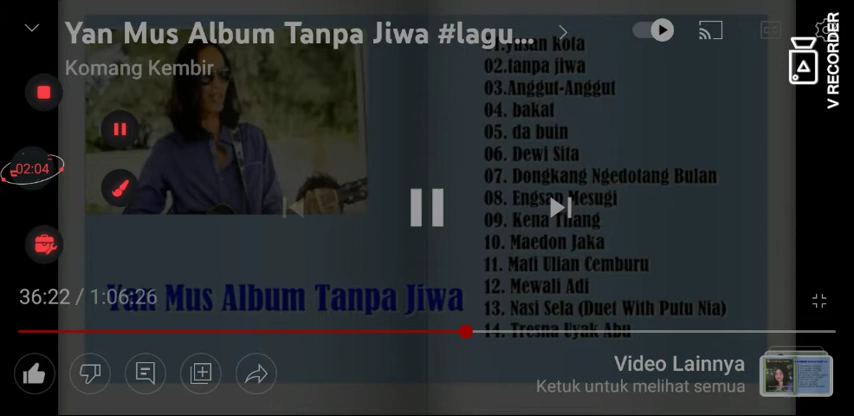 Yan Mus Album Tanpa Jiwa #lagu...
Komang Kembir
V RECORDER
02:04
02.tanpa jiwa
03.Anggut-Anggut
04. bakat
05. da buin
06. Dewi Sita
07. Dongkang Ngedotang Bulan
08. Engsap Mesugi
09. Kena
10. Maedon Jaka
11. Mati Ulian Cemburu
12. Mewali Adi
13. Nasi Sela (Duet With Putu Nia)
14. Tresna Uyak Abu
Yan Mus Album Tanpa Jiwa
36:22 / 1:06:26
Video Lainnya
Ketuk untuk melihat semua